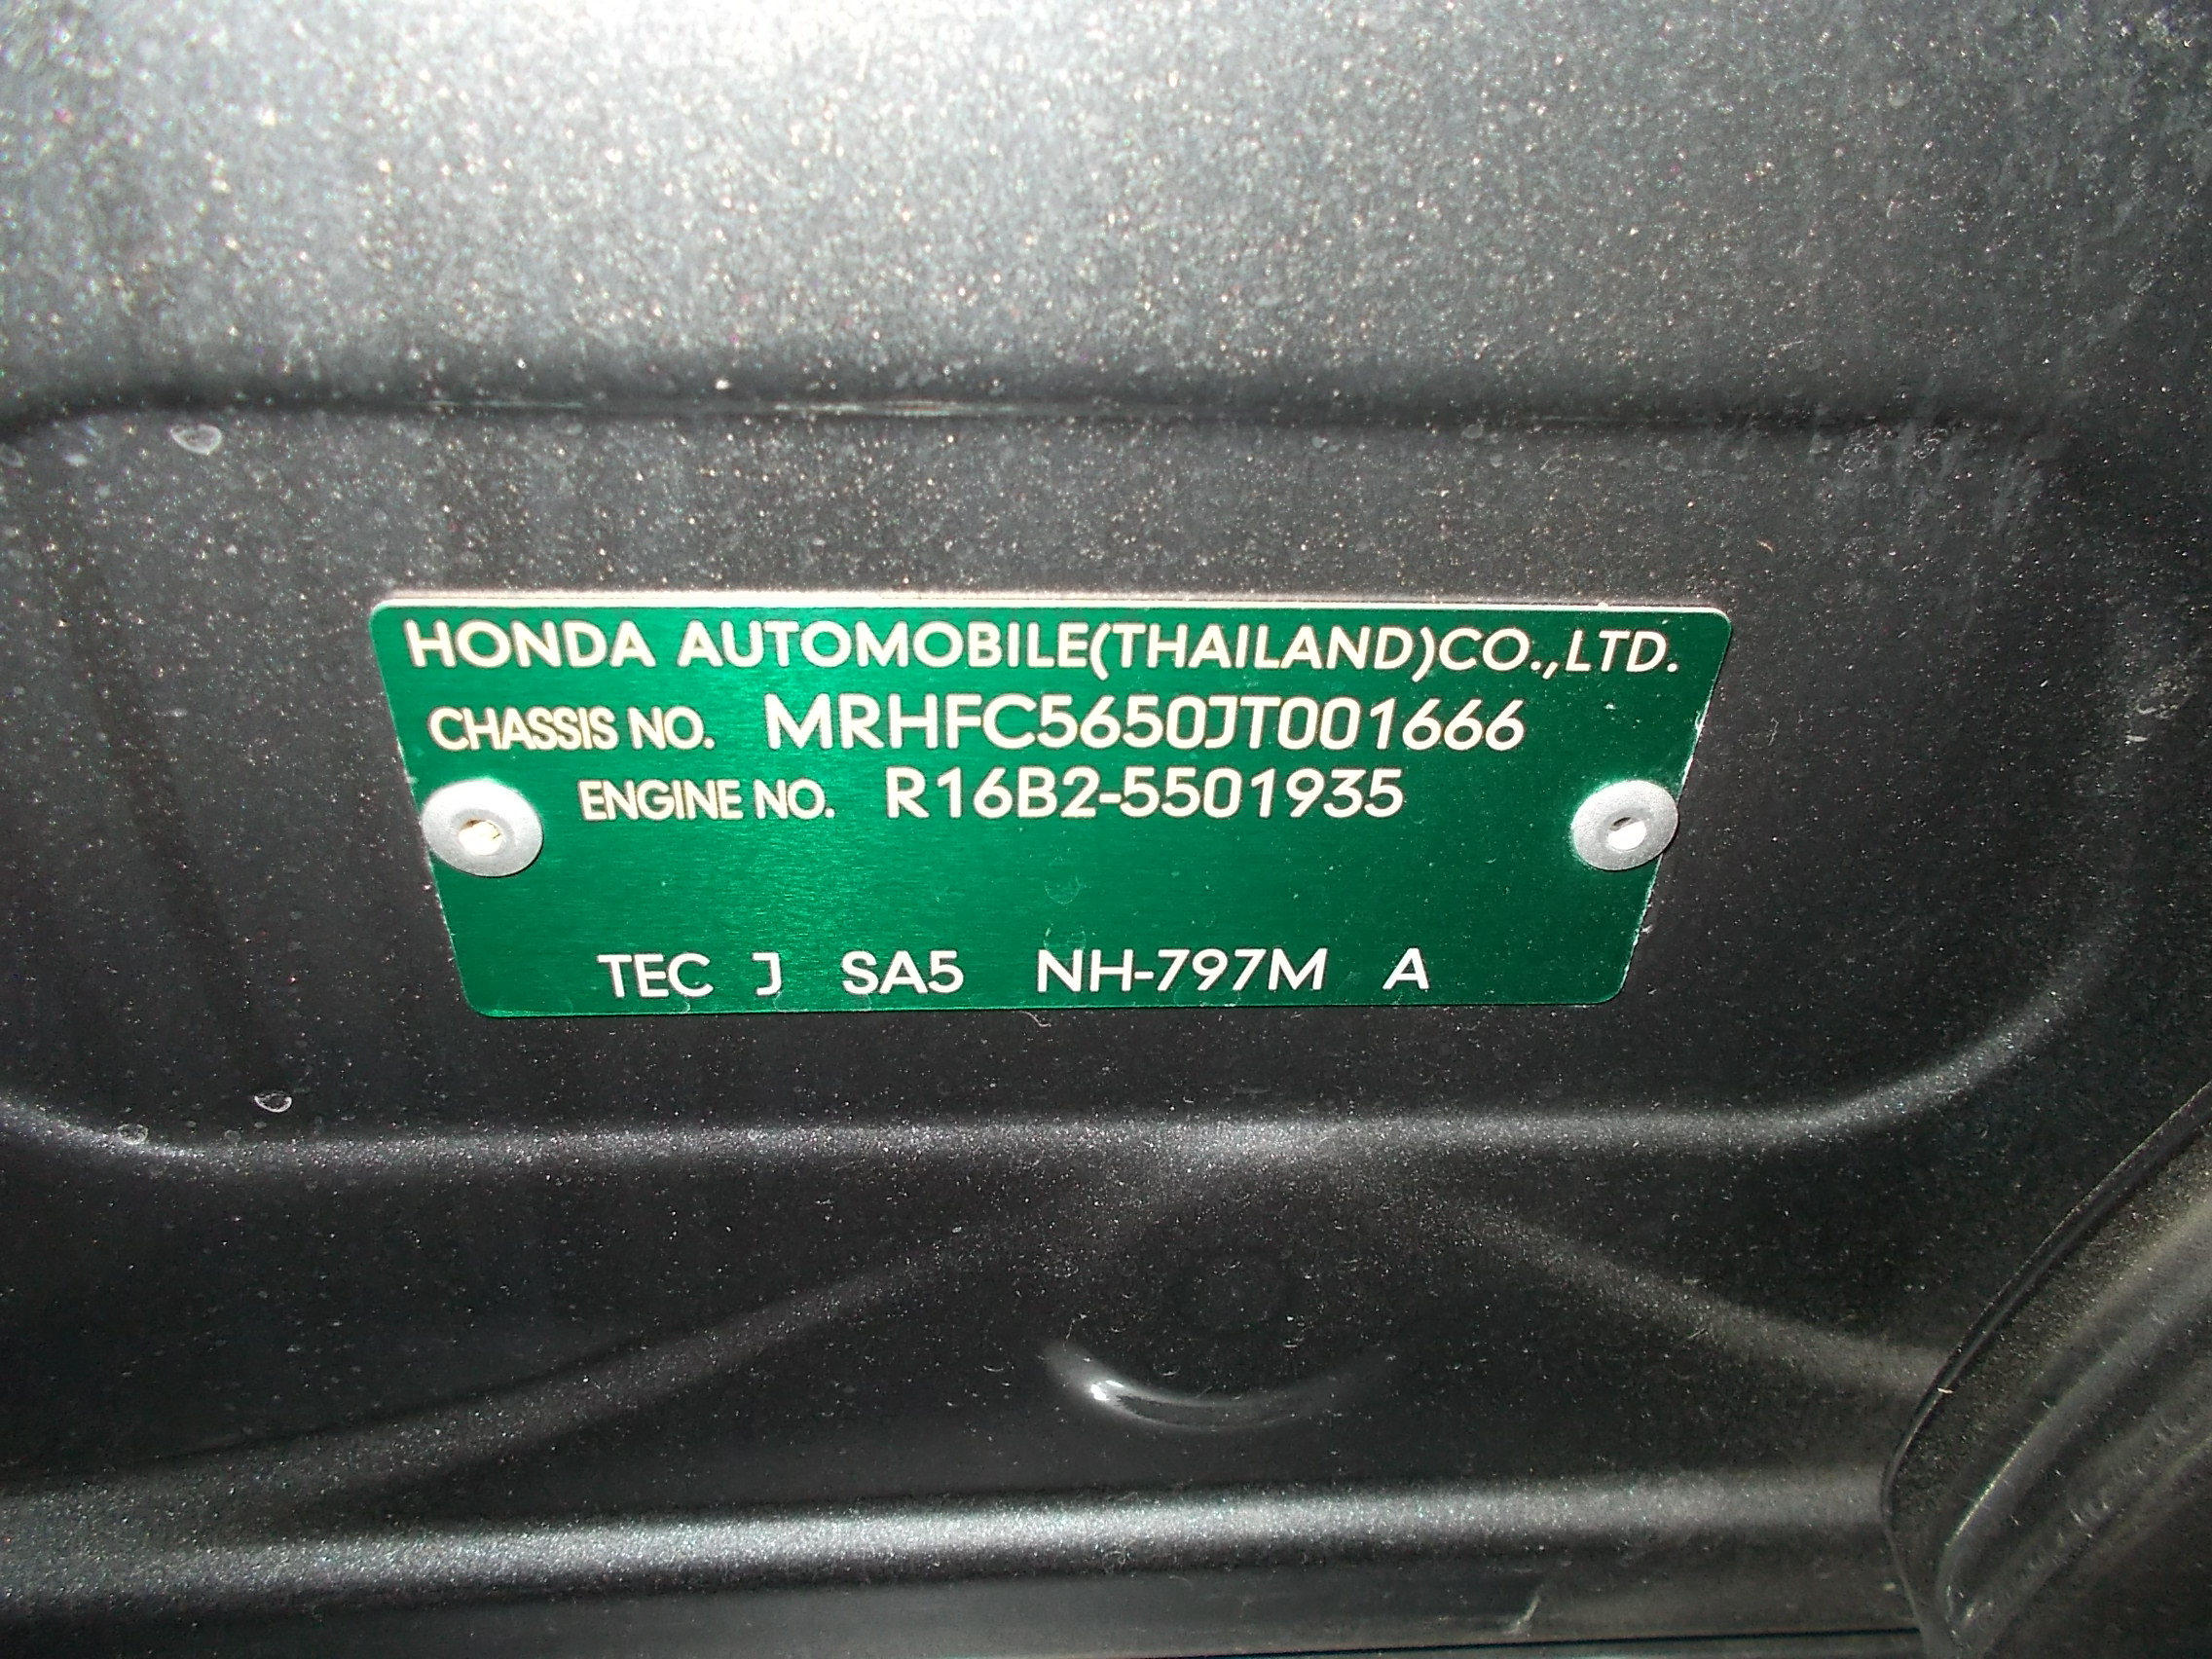 HONDA AUTOMOBILE(THAILAND)CO.,LTD.
CHASSIS NO. MRHFC5650JT001666
ENGINE NO. R16B2-5501935
TEC J SA5 NH-797M A